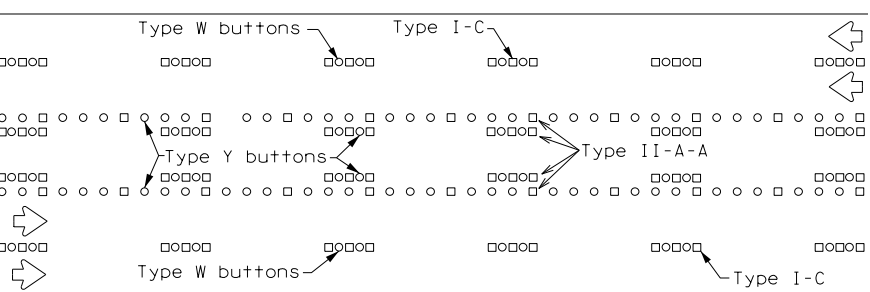 Type W buttons
Type I-C
Type Y buttons
Type II-A-A
Type W buttons
Type I-C